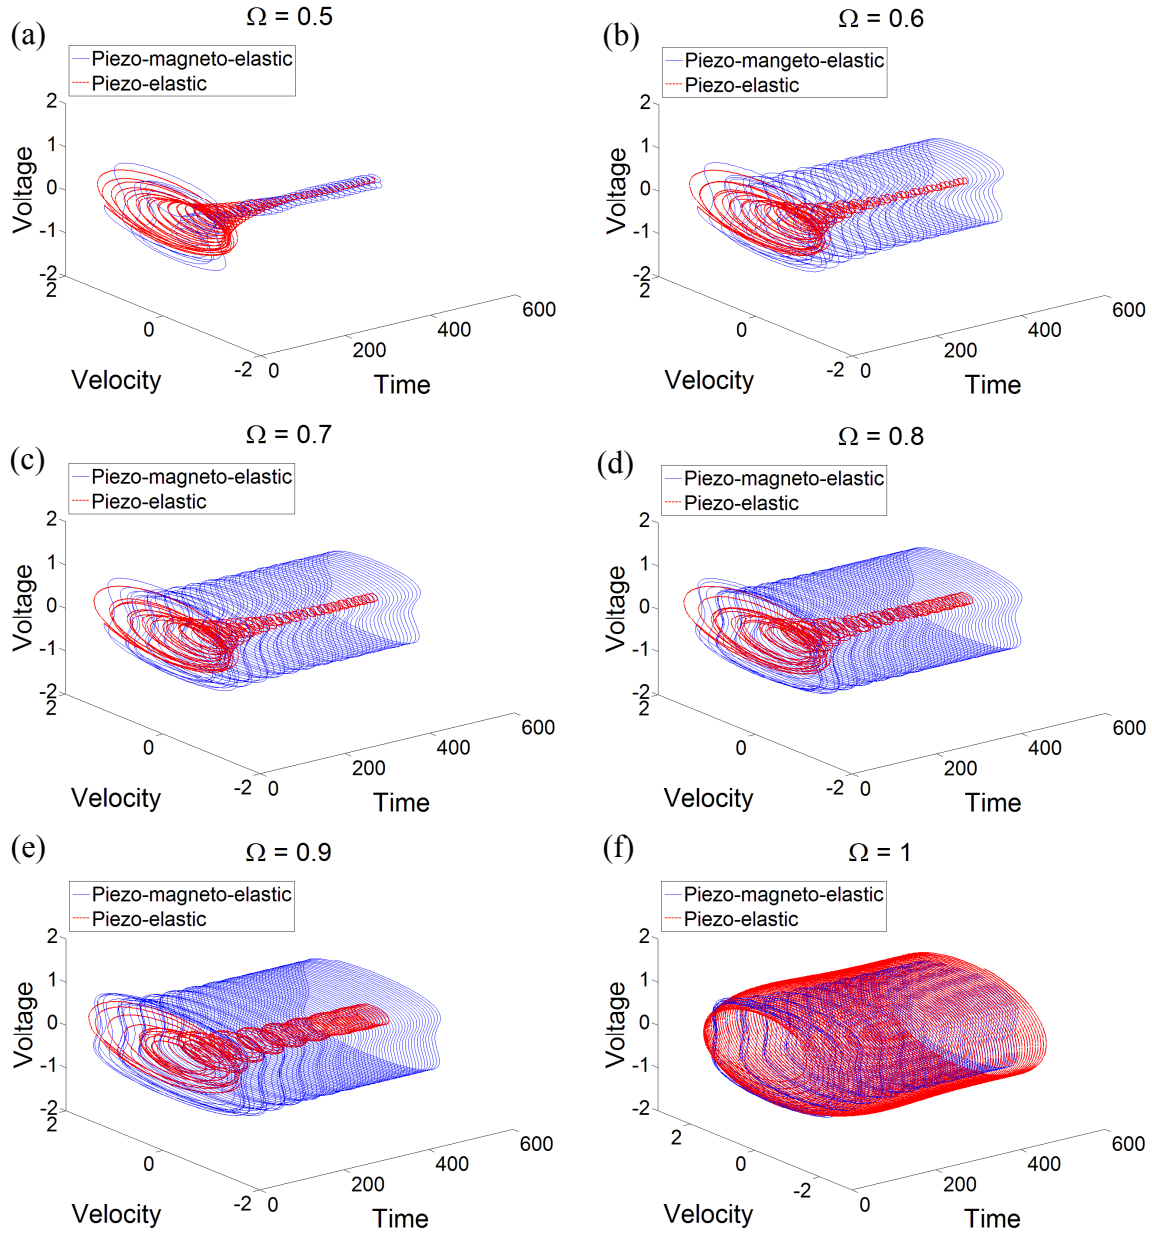 (a)
Ω = 0.5
Piezo-magneto-elastic
Piezo-elastic
2
1
0
-1
-2
Voltage
2
0
-2
Velocity
0
200
400
600
Time
(b)
Ω = 0.6
Piezo-mangeto-elastic
Piezo-elastic
2
1
0
-1
-2
Voltage
2
0
-2
Velocity
0
200
400
600
Time
(c)
Ω = 0.7
Piezo-magneto-elastic
Piezo-elastic
2
1
0
-1
-2
Voltage
2
0
-2
Velocity
0
200
400
600
Time
(d)
Ω = 0.8
Piezo-magneto-elastic
Piezo-elastic
2
1
0
-1
-2
Voltage
2
0
-2
Velocity
0
200
400
600
Time
(e)
Ω = 0.9
Piezo-magneto-elastic
Piezo-elastic
2
1
0
-1
-2
Voltage
2
0
-2
Velocity
0
200
400
600
Time
(f)
Ω = 1
Piezo-magneto-elastic
Piezo-elastic
2
1
0
-1
-2
Voltage
2
0
-2
Velocity
0
200
400
600
Time